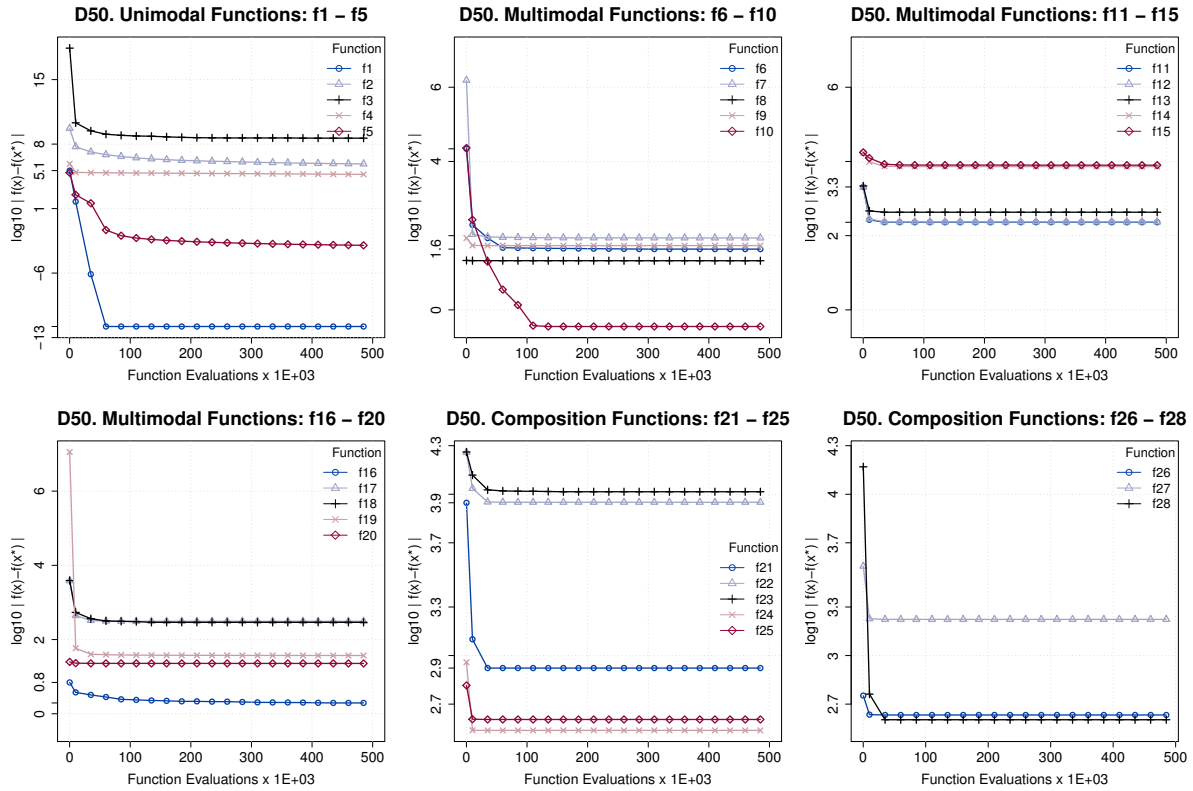 D50. Unimodal Functions: f1 − f5
log10 | f(x)−f(x*) |
15
8
5.1
1
−6
−13
Function
f1
f2
f3
f4
f5
0 100 200 300 400 500
Function Evaluations x 1E+03
D50. Multimodal Functions: f6 − f10
log10 | f(x)−f(x*) |
6
4
1.6
0
Function
f6
f7
f8
f9
f10
0 100 200 300 400 500
Function Evaluations x 1E+03
D50. Multimodal Functions: f11 − f15
log10 | f(x)−f(x*) |
6
3.3
2
0
Function
f11
f12
f13
f14
f15
0 100 200 300 400 500
Function Evaluations x 1E+03
D50. Multimodal Functions: f16 − f20
log10 | f(x)−f(x*) |
6
4
2
0.8
0
Function
f16
f17
f18
f19
f20
0 100 200 300 400 500
Function Evaluations x 1E+03
D50. Composition Functions: f21 − f25
log10 | f(x)−f(x*) |
4.3
3.9
3.7
3.3
2.9
2.7
Function
f21
f22
f23
f24
f25
0 100 200 300 400 500
Function Evaluations x 1E+03
D50. Composition Functions: f26 − f28
log10 | f(x)−f(x*) |
4.3
4
3.7
3.3
3
2.7
Function
f26
f27
f28
0 100 200 300 400 500
Function Evaluations x 1E+03